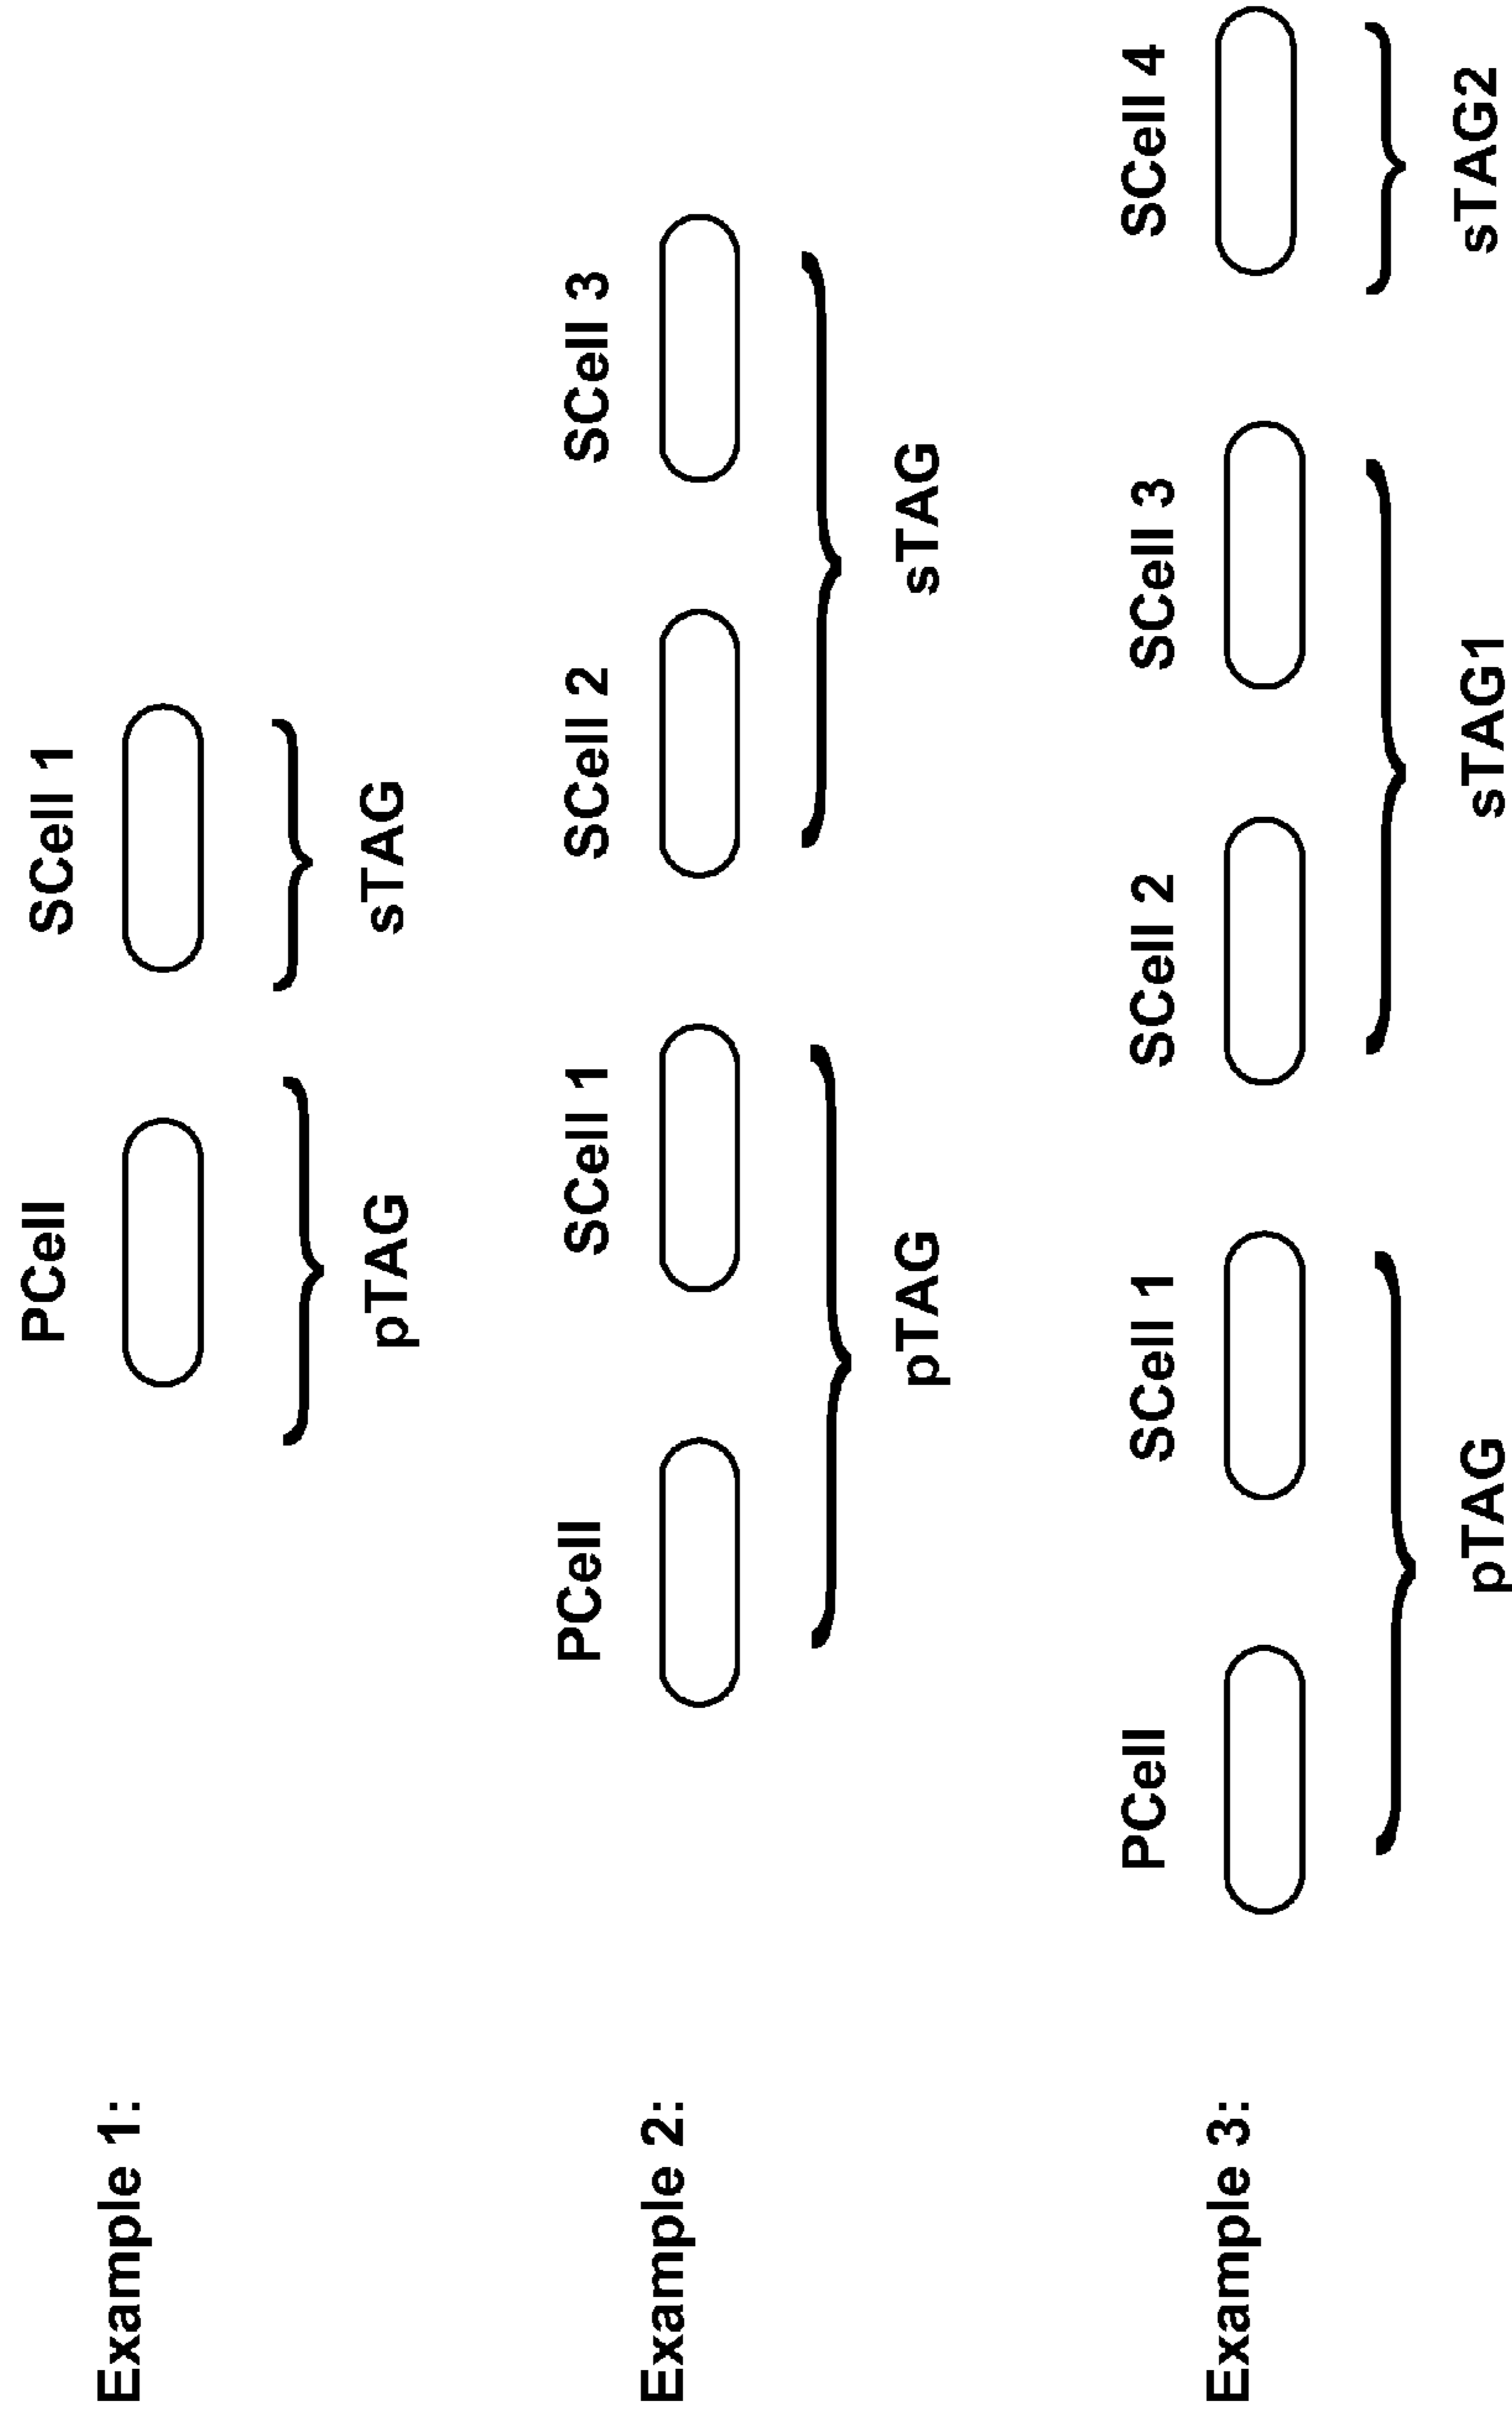 Example 1:
PCell SCell 1
pTAG sTAG
Example 2:
PCell SCell 1 SCell 2 SCell 3
pTAG sTAG
Example 3:
PCell SCell 1 SCell 2 SCell 3 SCell 4
pTAG sTAG1 sTAG2